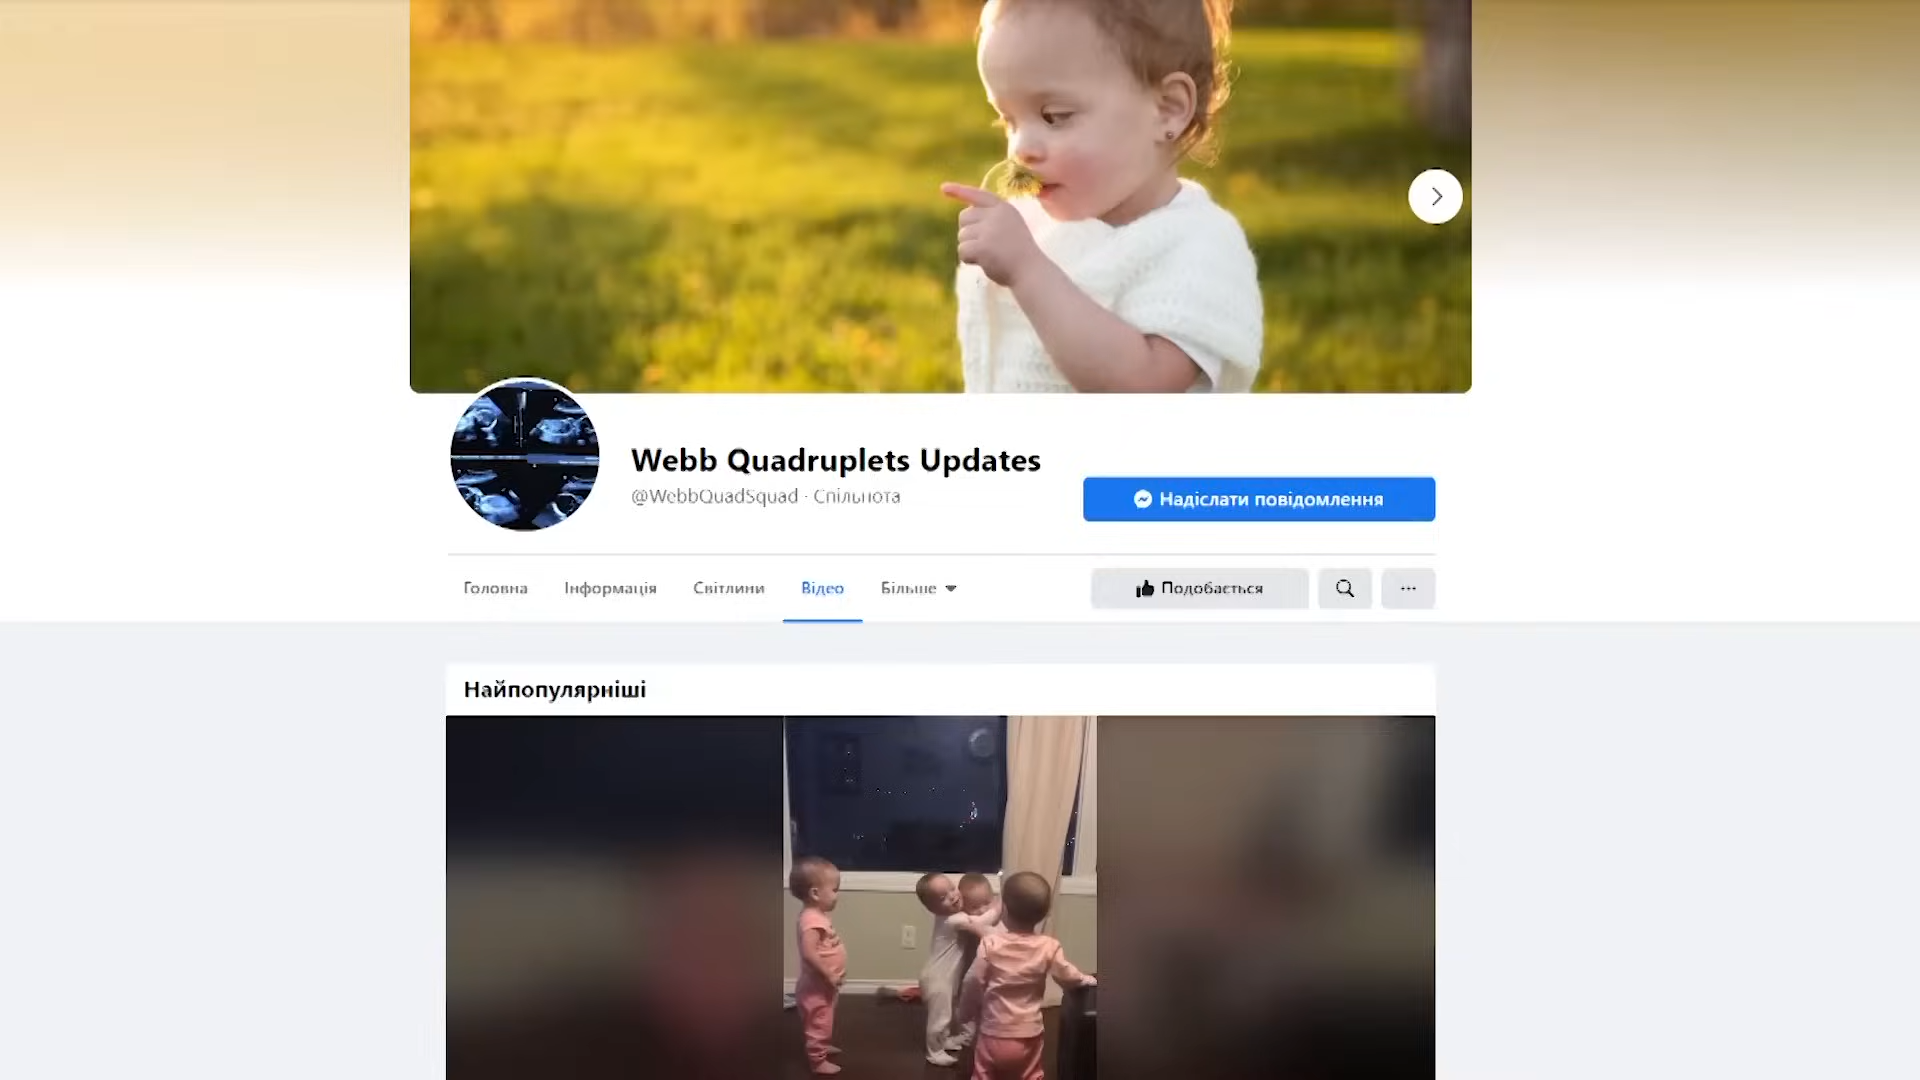 Webb Quadruplets Updates
@WebbQuadSquad · Спільнота
Надіслати повідомлення
Головна Інформація Світлини Відео Більше Подобається
Найпопулярніші